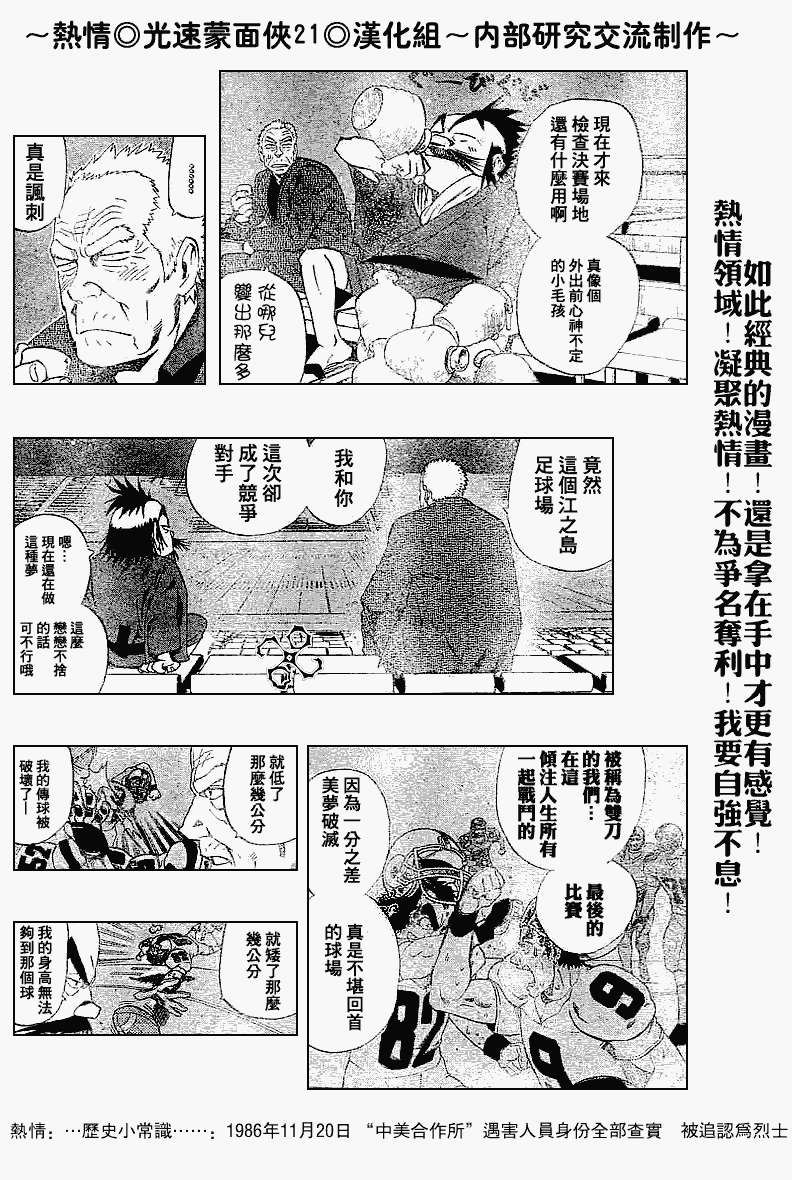 ～熱情◎光速蒙面俠21◎漢化組～内部研究交流制作～
現在才來
檢查決賽場地
還有什麼用啊
真像個
外出前心神不定
的小毛孩
從哪兒
變出那麼多
⋯⋯⋯
真是諷刺
竟然
這個江之島
足球場
我和你
這次卻
成了競爭
對手
嗯⋯
現在還在做
這種夢
這麼
戀戀不捨
的話
可不行哦
被稱為雙刀
的我們⋯
在這
傾注人生所有
一起戰鬥的
最後的
比賽
因為一分之差
美夢破滅
真是不堪回首
的球場
就低了
那麼幾公分
我的傳球被
破壞了—
就矮了那麼
幾公分
我的身高無法
夠到那個球
如此經典的漫畫！還是拿在手中才更有感覺！
熱情領域！凝聚熱情！不為爭名奪利！我要自強不息！
52
82
9
9
熱情：⋯歷史小常識⋯⋯：1986年11月20日 “中美合作所”遇害人員身份全部查實　被追認爲烈士